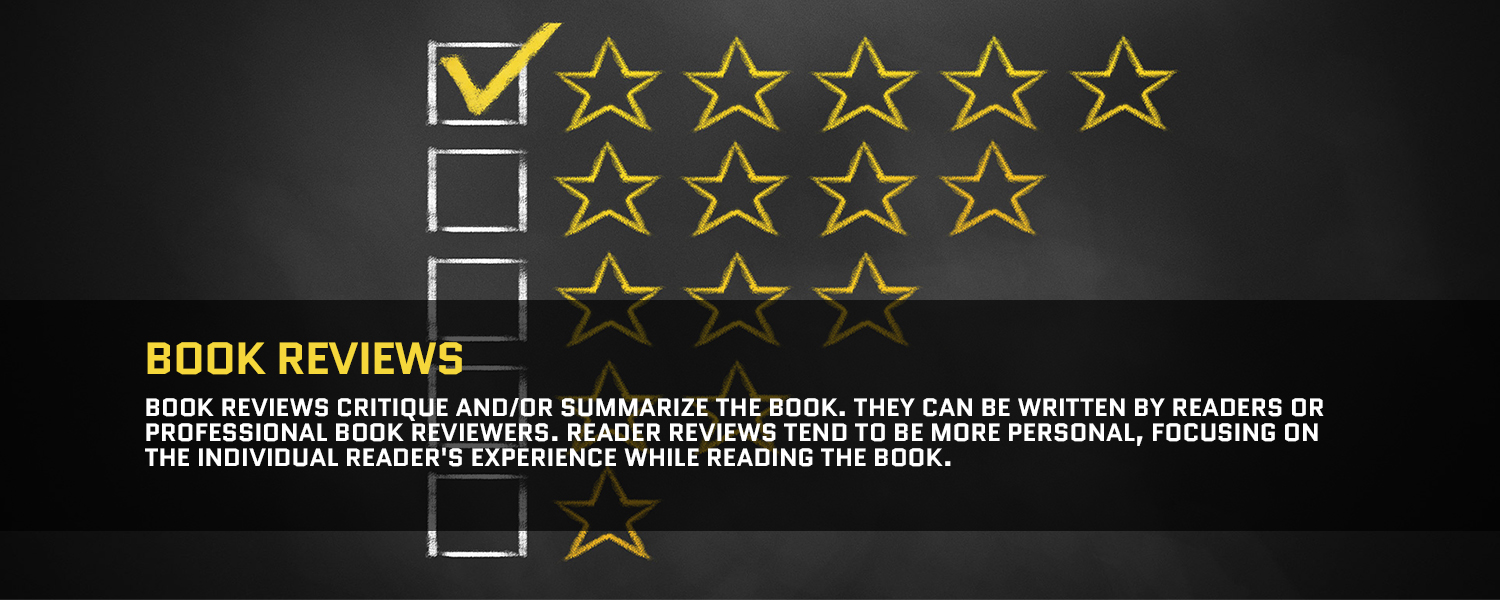 BOOK REVIEWS
BOOK REVIEWS CRITIQUE AND/OR SUMMARIZE THE BOOK. THEY CAN BE WRITTEN BY READERS OR
PROFESSIONAL BOOK REVIEWERS. READER REVIEWS TEND TO BE MORE PERSONAL, FOCUSING ON
THE INDIVIDUAL READER'S EXPERIENCE WHILE READING THE BOOK.